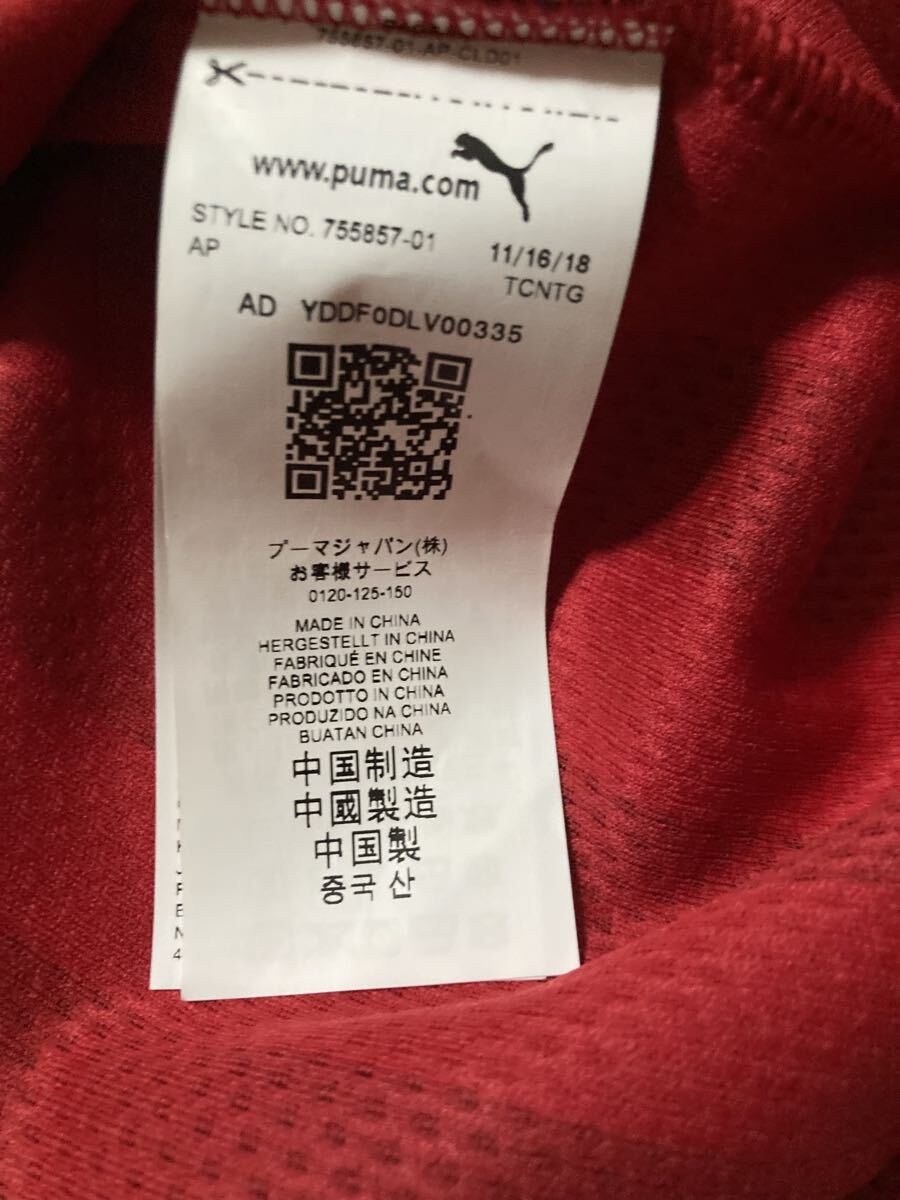 755857-01-AP-CLD01
www.puma.com
STYLE NO. 755857-01 11/16/18
AP TCNTG
AD YDDF0DLV00335
プーマジャパン(株)
お客様サービス
0120-125-150
MADE IN CHINA
HERGESTELLT IN CHINA
FABRIQUÉ EN CHINE
FABRICADO EN CHINA
PRODOTTO IN CHINA
PRODUZIDO NA CHINA
BUATAN CHINA
中国制造
中國製造
中国製
중국 산
K
J
F
E
N
4